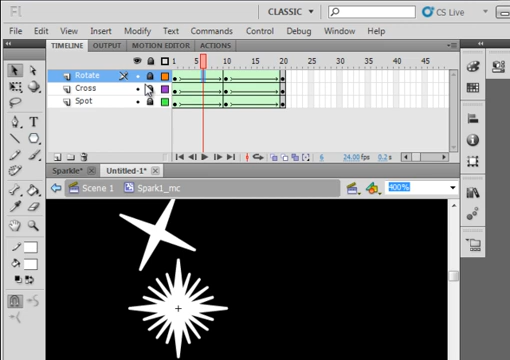 Fl CLASSIC CS Live
File Edit View Insert Modify Text Commands Control Debug Window Help
TIMELINE OUTPUT MOTION EDITOR ACTIONS
1 5 10 15 20 25 30 35 40 45
Rotate
Cross
Spot
6 24.00 fps 0.2 s
Sparkle* Untitled-1*
Scene 1 Spark1_mc 400%
T